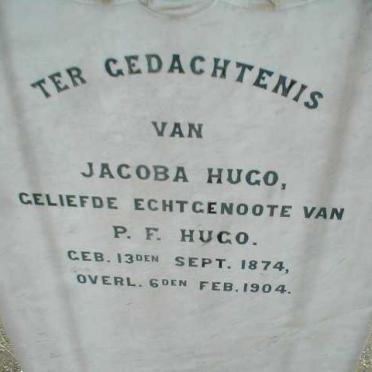 TER GEDACHTENIS
VAN
JACOBA HUGO,
GELIEFDE ECHTGENOOTE VAN
P. F. HUGO.
GEB. 13DEN SEPT. 1874,
OVERL. 6DEN FEB. 1904.